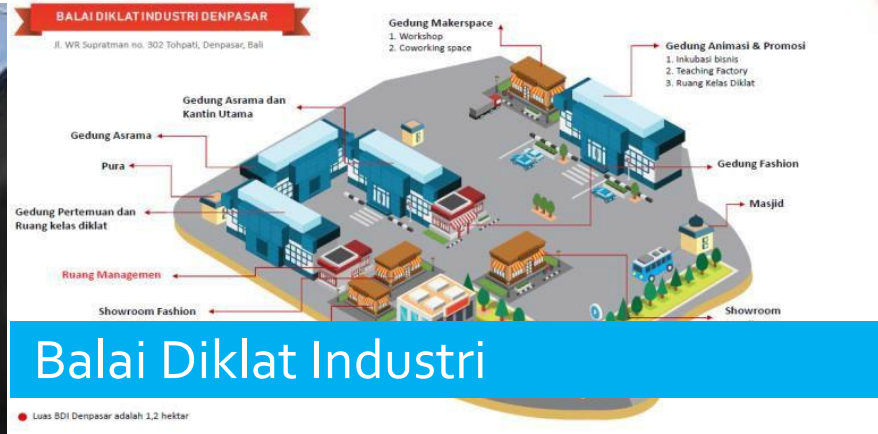 BALAI DIKLAT INDUSTRI DENPASAR
Jl. WR Supratman no. 302 Tohpati, Denpasar, Bali
Gedung Makerspace
1. Workshop
2. Coworking space
Gedung Animasi & Promosi
1. Inkubasi bisnis
2. Teaching Factory
3. Ruang Kelas Diklat
Gedung Asrama dan
Kantin Utama
Gedung Asrama
Pura
Gedung Fashion
Masjid
Gedung Pertemuan dan
Ruang kelas diklat
Ruang Managemen
Showroom Fashion
Showroom
Balai Diklat Industri
Luas BDI Denpasar adalah 1,2 hektar